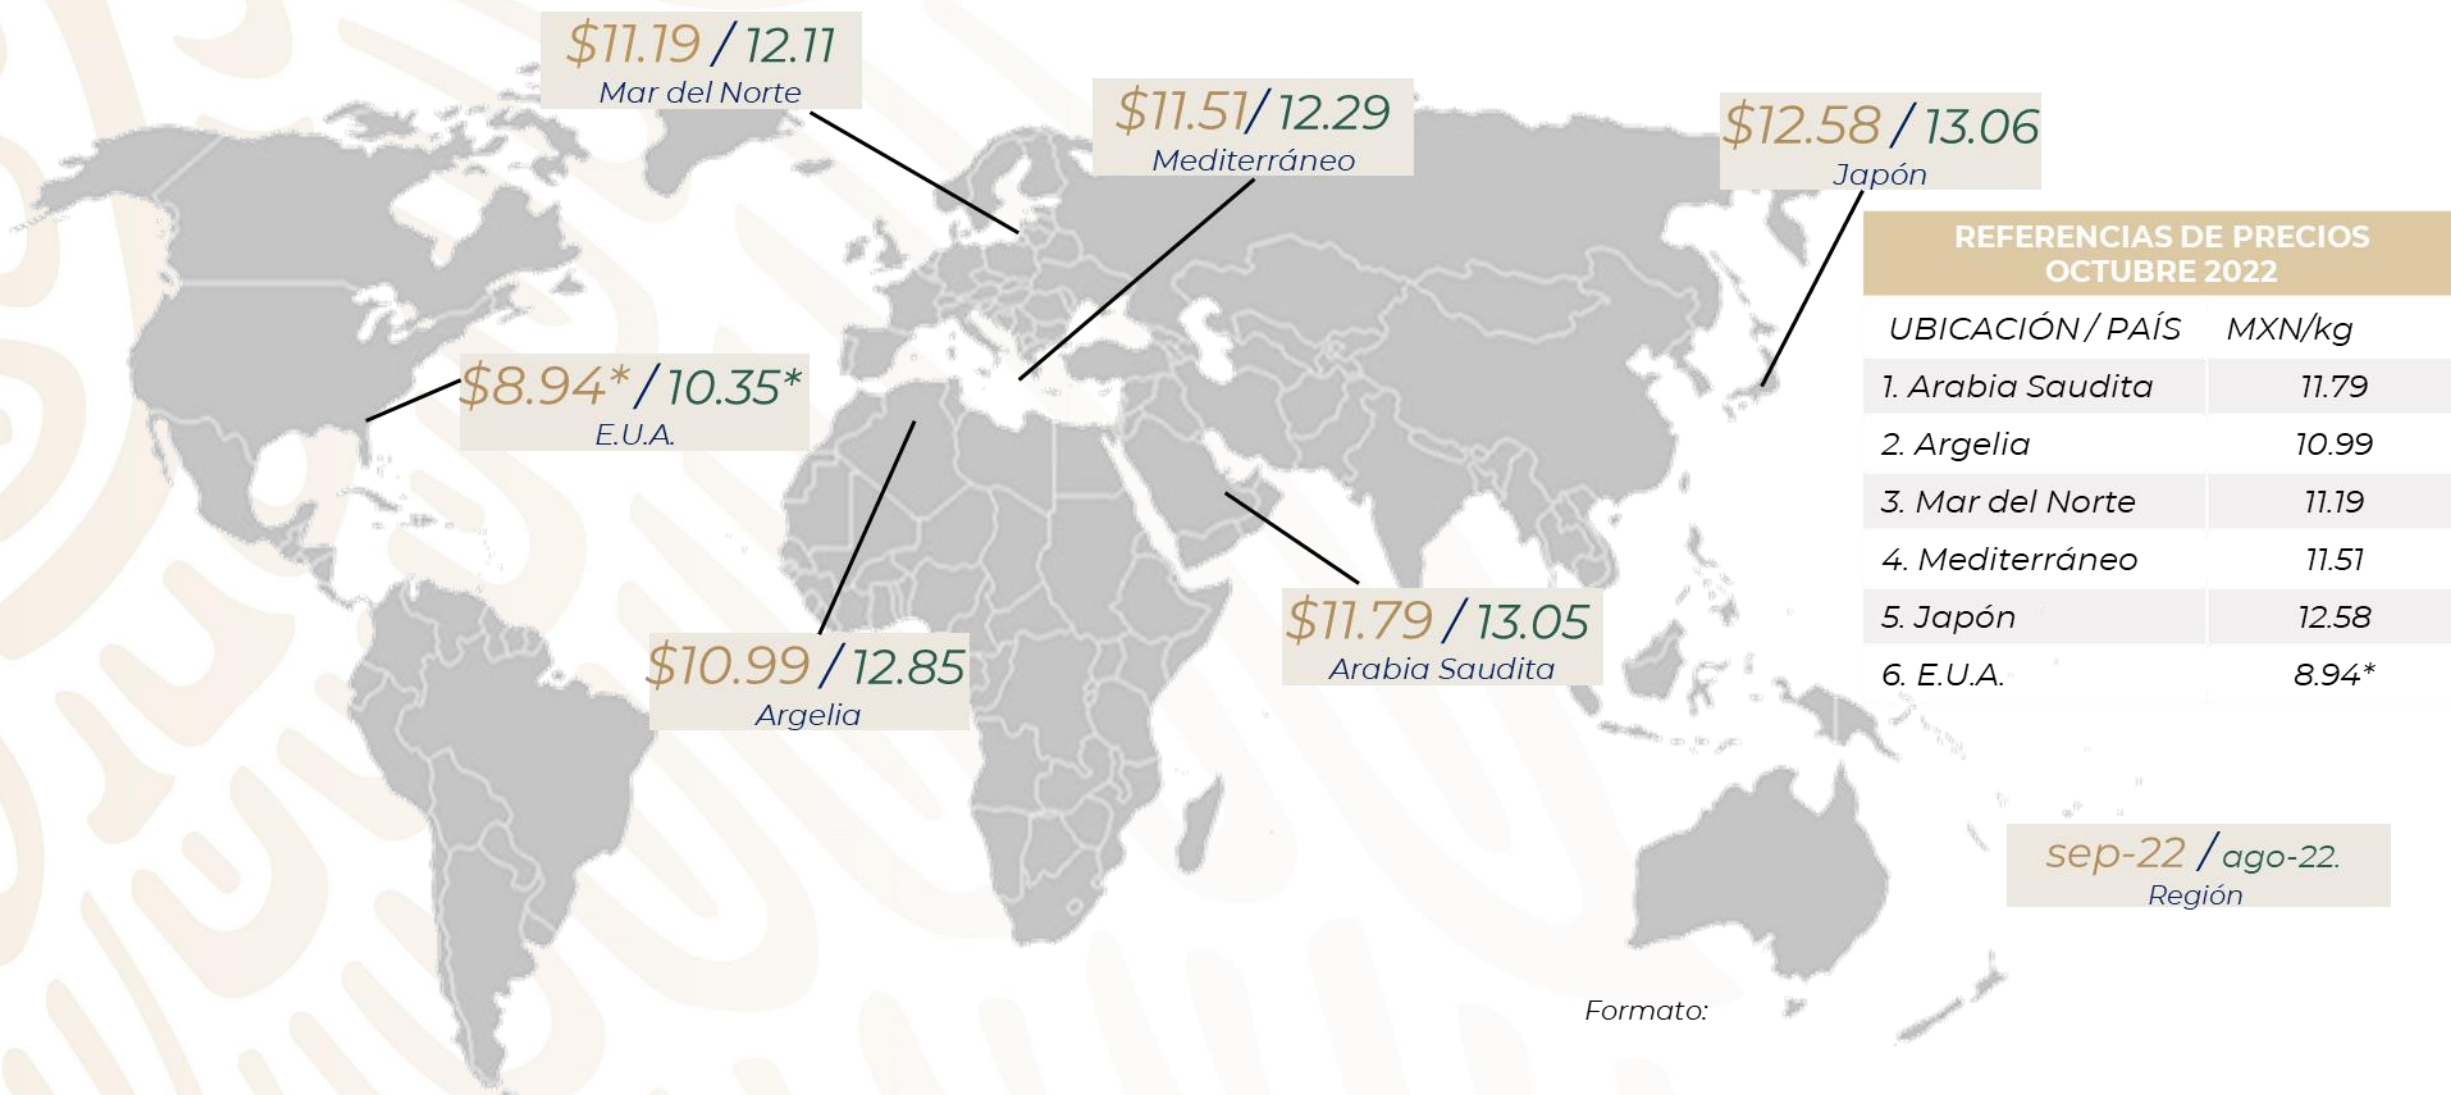 $11.19 / 12.11
Mar del Norte
$11.51/ 12.29
Mediterráneo
$12.58 / 13.06
Japón
$8.94* / 10.35*
E.U.A.
$10.99 / 12.85
Argelia
$11.79 / 13.05
Arabia Saudita
REFERENCIAS DE PRECIOS
OCTUBRE 2022
UBICACIÓN / PAÍS MXN/kg
1. Arabia Saudita 11.79
2. Argelia 10.99
3. Mar del Norte 11.19
4. Mediterráneo 11.51
5. Japón 12.58
6. E.U.A. 8.94*
sep-22 / ago-22.
Región
Formato: